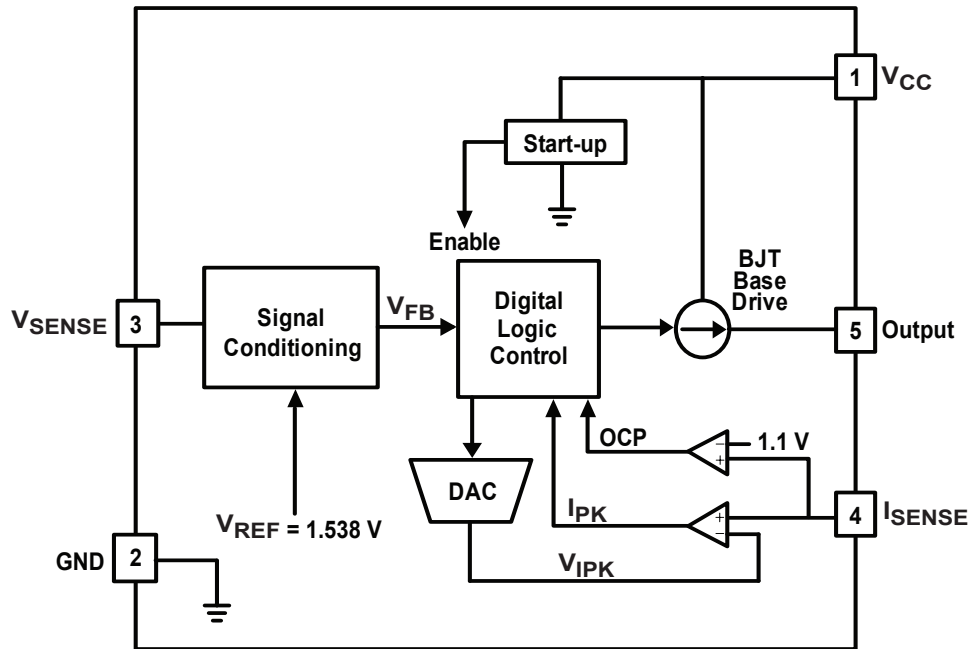 1
VCC
Start-up
Enable
BJT
Base
Drive
VSENSE
3
Signal
Conditioning
VFB
Digital
Logic
Control
5
Output
OCP
−
+
1.1 V
DAC
VREF = 1.538 V
IPK
+
−
4
ISENSE
GND
2
VIPK